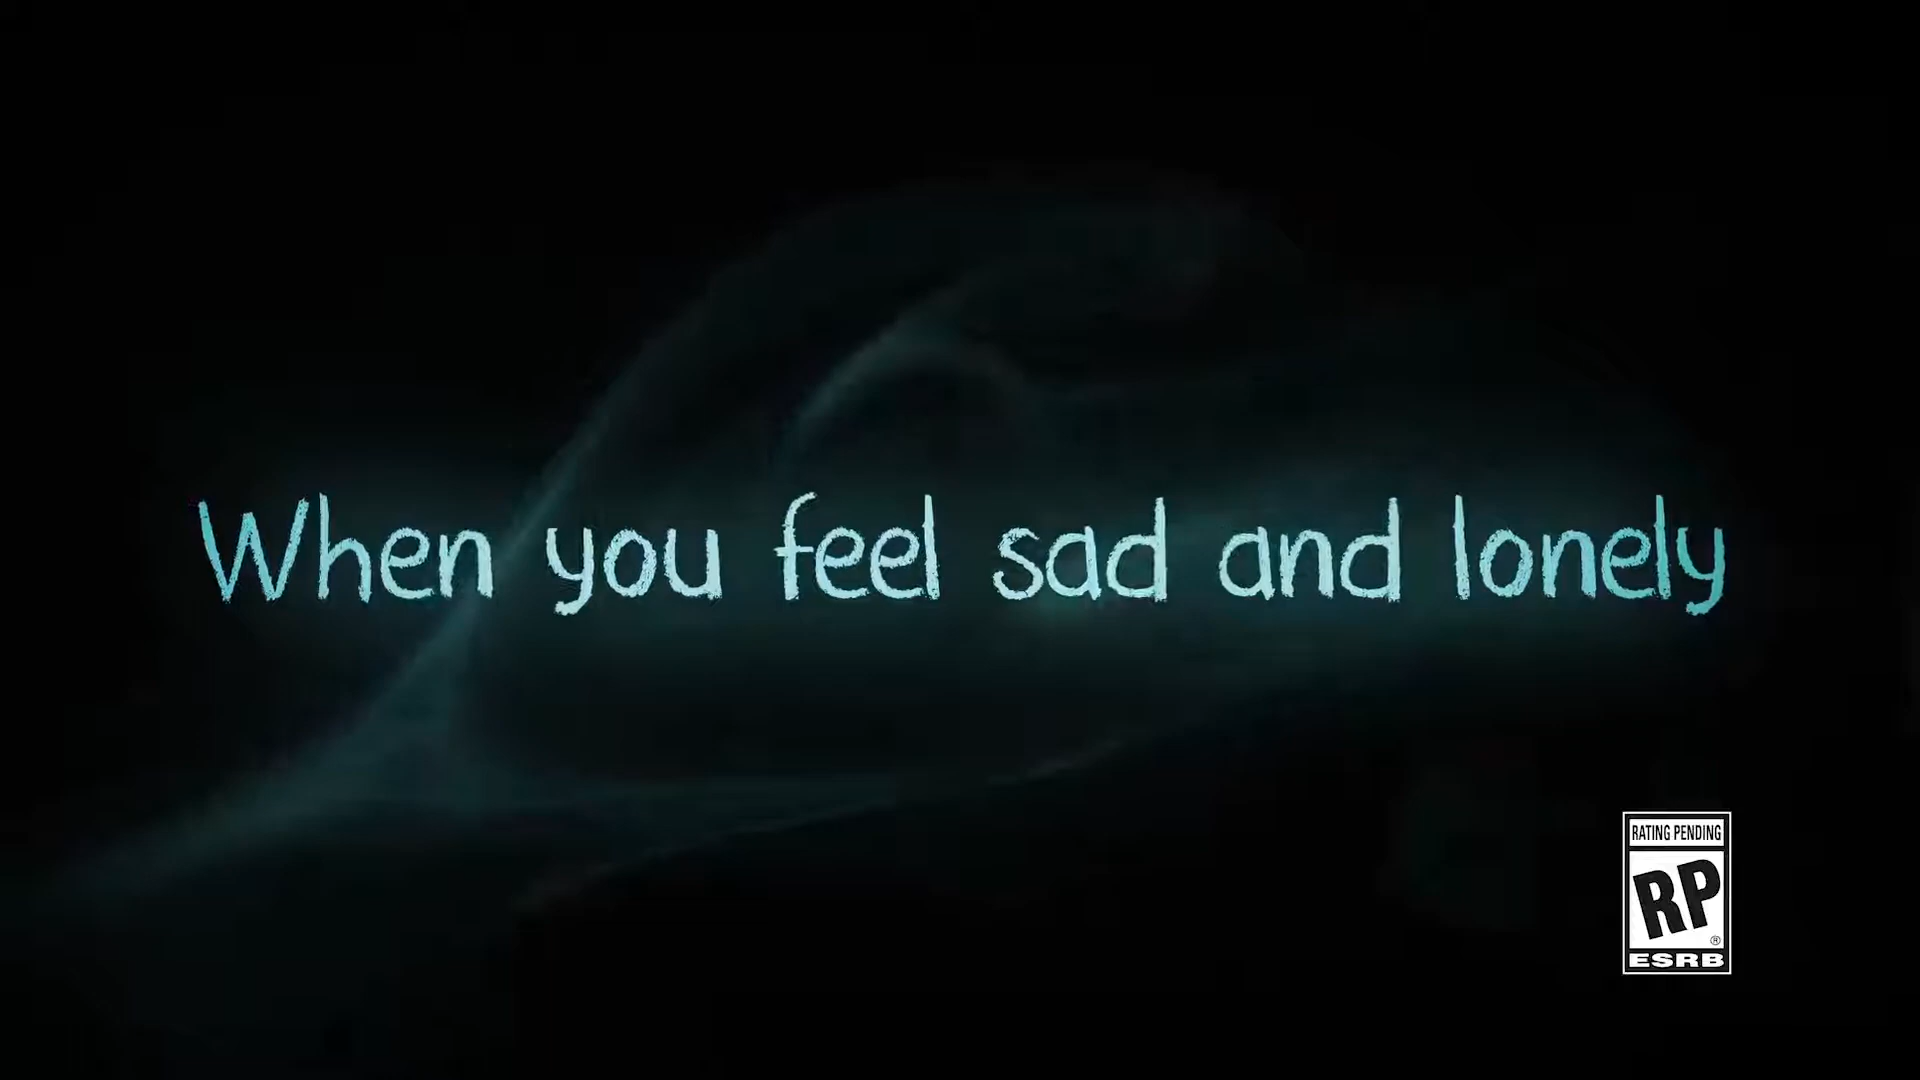 When you feel sad and lonely
RATING PENDING
RP
®
ESRB